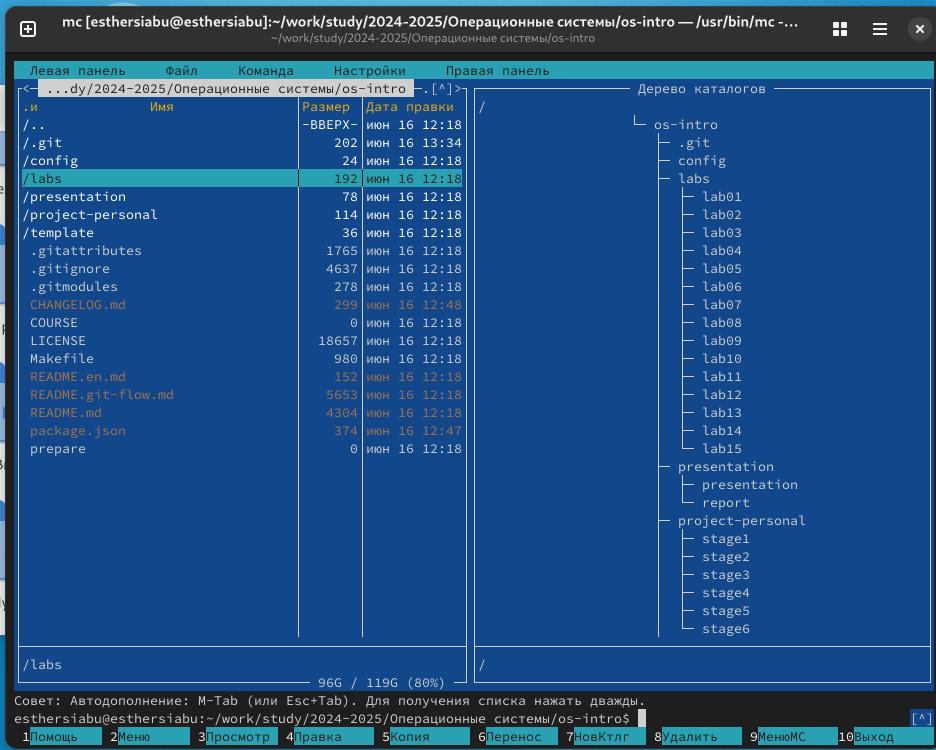 mc [esthersiabu@esthersiabu]:~/work/study/2024-2025/Операционные системы/os-intro — /usr/bin/mc -...
~/work/study/2024-2025/Операционные системы/os-intro
Левая панель Файл Команда Настройки Правая панель
<— ...dy/2024-2025/Операционные системы/os-intro —.[^]>
.и Имя Размер Дата правки
/.. -ВВЕРХ- июн 16 12:18
/.git 202 июн 16 13:34
/config 24 июн 16 12:18
/labs 192 июн 16 12:18
/presentation 78 июн 16 12:18
/project-personal 114 июн 16 12:18
/template 36 июн 16 12:18
.gitattributes 1765 июн 16 12:18
.gitignore 4637 июн 16 12:18
.gitmodules 278 июн 16 12:18
CHANGELOG.md 299 июн 16 12:48
COURSE 0 июн 16 12:18
LICENSE 18657 июн 16 12:18
Makefile 980 июн 16 12:18
README.en.md 152 июн 16 12:18
README.git-flow.md 5653 июн 16 12:18
README.md 4304 июн 16 12:18
package.json 374 июн 16 12:47
prepare 0 июн 16 12:18
/labs
96G / 119G (80%)
Дерево каталогов
/
os-intro
.git
config
labs
lab01
lab02
lab03
lab04
lab05
lab06
lab07
lab08
lab09
lab10
lab11
lab12
lab13
lab14
lab15
presentation
presentation
report
project-personal
stage1
stage2
stage3
stage4
stage5
stage6
/
Совет: Автодополнение: M-Tab (или Esc+Tab). Для получения списка нажать дважды.
esthersiabu@esthersiabu:~/work/study/2024-2025/Операционные системы/os-intro$ [^]
1Помощь 2Меню 3Просмотр 4Правка 5Копия 6Перенос 7НовКтлг 8Удалить 9МенюMC 10Выход